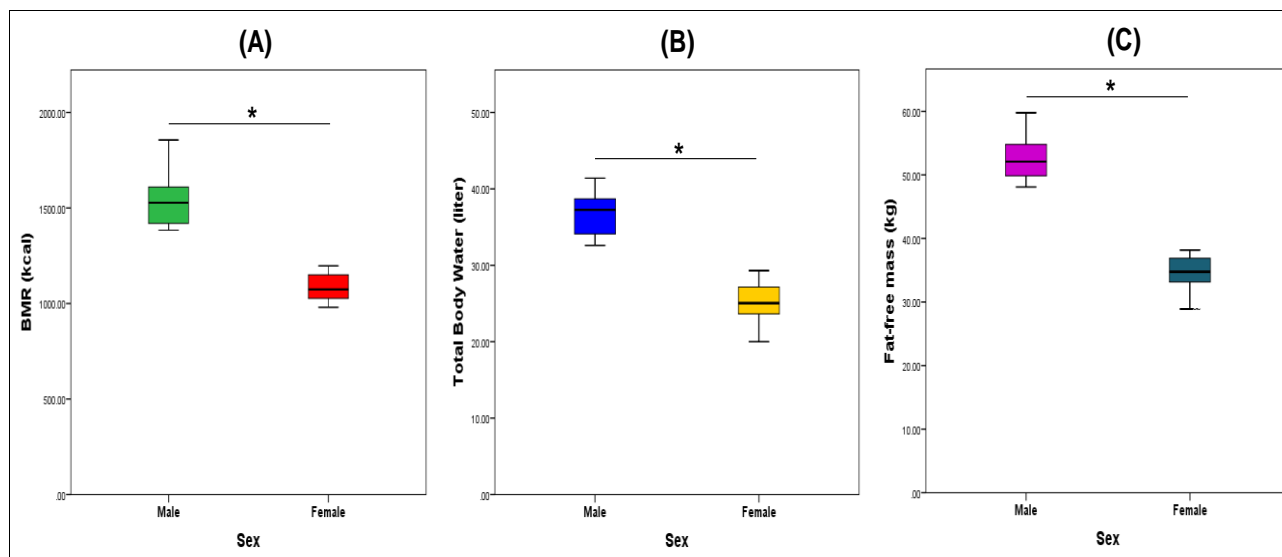 (A)
BMR (kcal)
2000.00
1500.00
1000.00
500.00
.00
*
Male
Female
Sex
(B)
Total Body Water (liter)
50.00
40.00
30.00
20.00
10.00
.00
*
Male
Female
Sex
(C)
Fat-free mass (kg)
60.00
50.00
40.00
30.00
20.00
10.00
.00
*
Male
Female
Sex